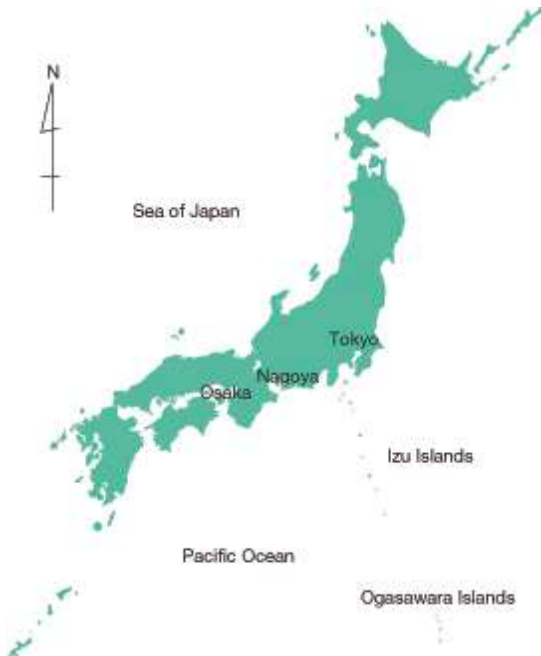 N
Sea of Japan
Tokyo
Nagoya
Osaka
Izu Islands
Pacific Ocean
Ogasawara Islands